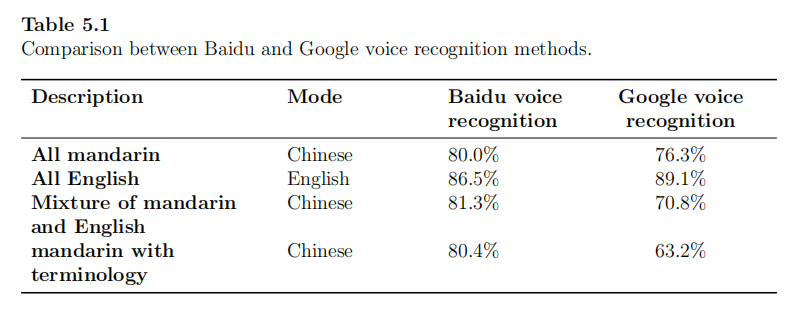 Table 5.1
Comparison between Baidu and Google voice recognition methods.
Description Mode Baidu voice recognition Google voice recognition
All mandarin Chinese 80.0% 76.3%
All English English 86.5% 89.1%
Mixture of mandarin and English Chinese 81.3% 70.8%
mandarin with terminology Chinese 80.4% 63.2%